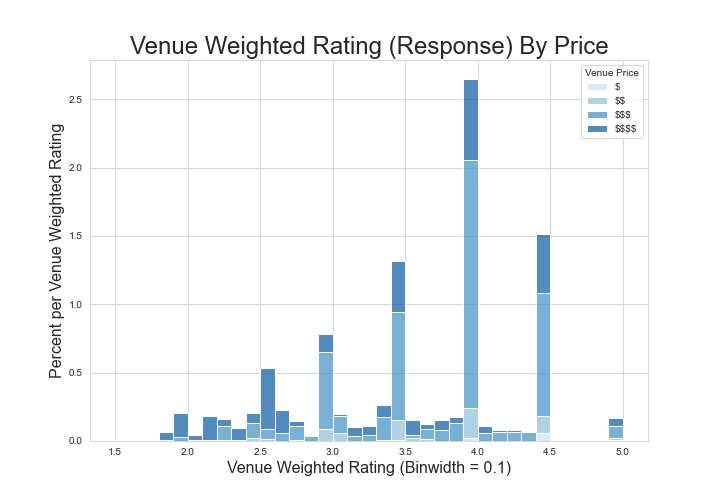 Venue Weighted Rating (Response) By Price
Venue Price
$
$$
$$$
$$$$
Percent per Venue Weighted Rating
2.5
2.0
1.5
1.0
0.5
0.0
1.5 2.0 2.5 3.0 3.5 4.0 4.5 5.0
Venue Weighted Rating (Binwidth = 0.1)